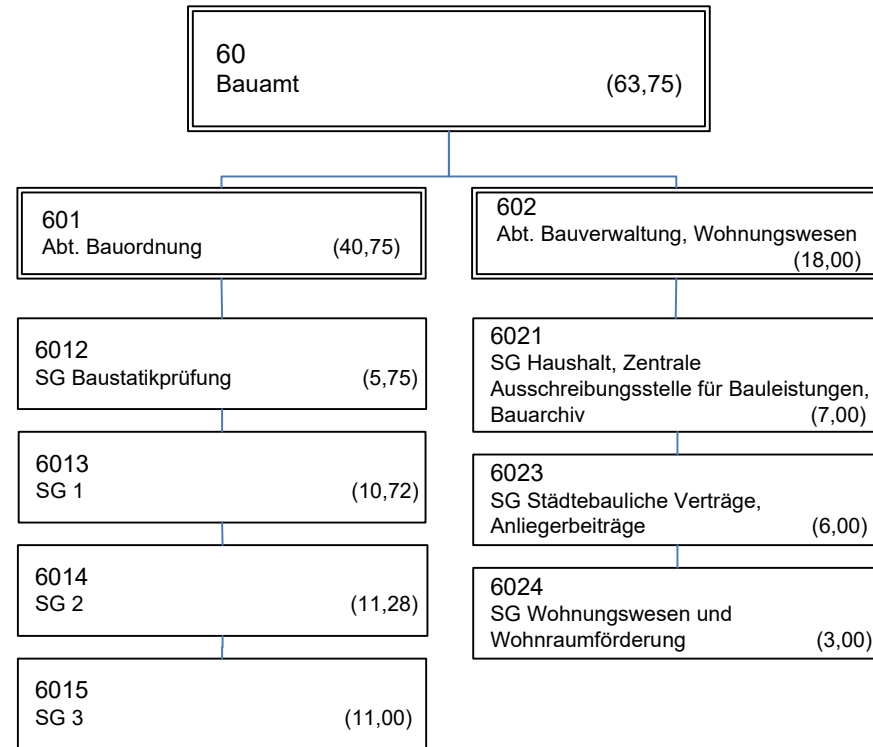 60
Bauamt (63,75)
601
Abt. Bauordnung (40,75)
6012
SG Baustatikprüfung (5,75)
6013
SG 1 (10,72)
6014
SG 2 (11,28)
6015
SG 3 (11,00)
602
Abt. Bauverwaltung, Wohnungswesen
(18,00)
6021
SG Haushalt, Zentrale
Ausschreibungsstelle für Bauleistungen,
Bauarchiv (7,00)
6023
SG Städtebauliche Verträge,
Anliegerbeiträge (6,00)
6024
SG Wohnungswesen und
Wohnraumförderung (3,00)